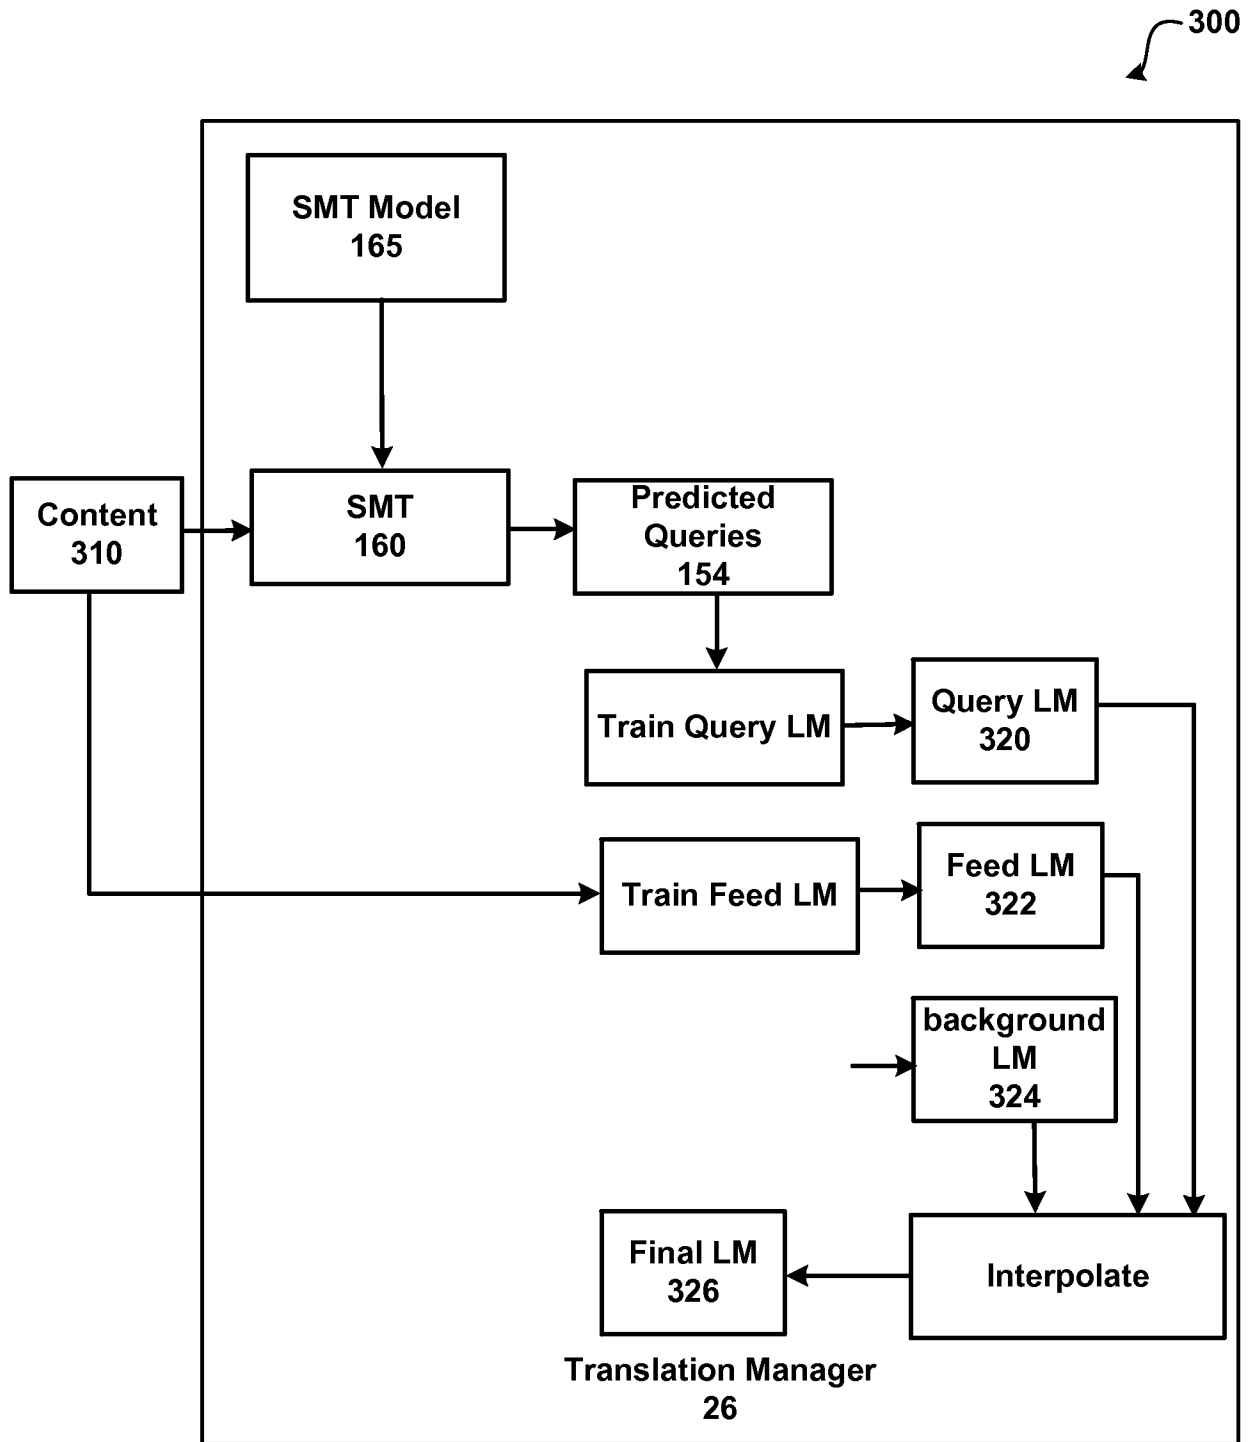 300
SMT Model
165
Content
310
SMT
160
Predicted
Queries
154
Train Query LM
Query LM
320
Train Feed LM
Feed LM
322
background
LM
324
Final LM
326
Interpolate
Translation Manager
26